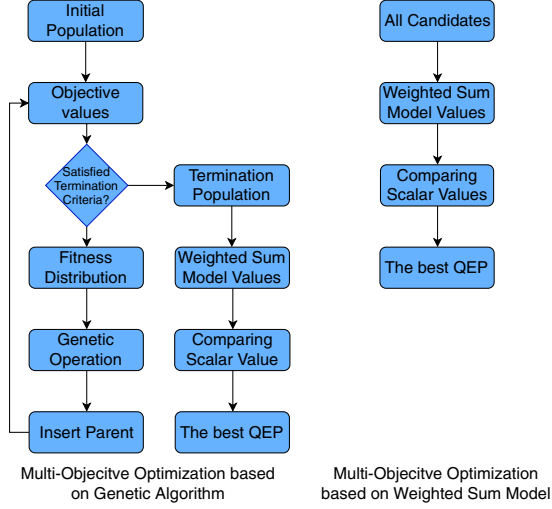 Initial
Population
Objective
values
Satisfied
Termination
Criteria?
Fitness
Distribution
Genetic
Operation
Insert Parent
Termination
Population
Weighted Sum
Model Values
Comparing
Scalar Value
The best QEP
Multi-Objecitve Optimization based
on Genetic Algorithm
All Candidates
Weighted Sum
Model Values
Comparing
Scalar Values
The best QEP
Multi-Objecitve Optimization
based on Weighted Sum Model